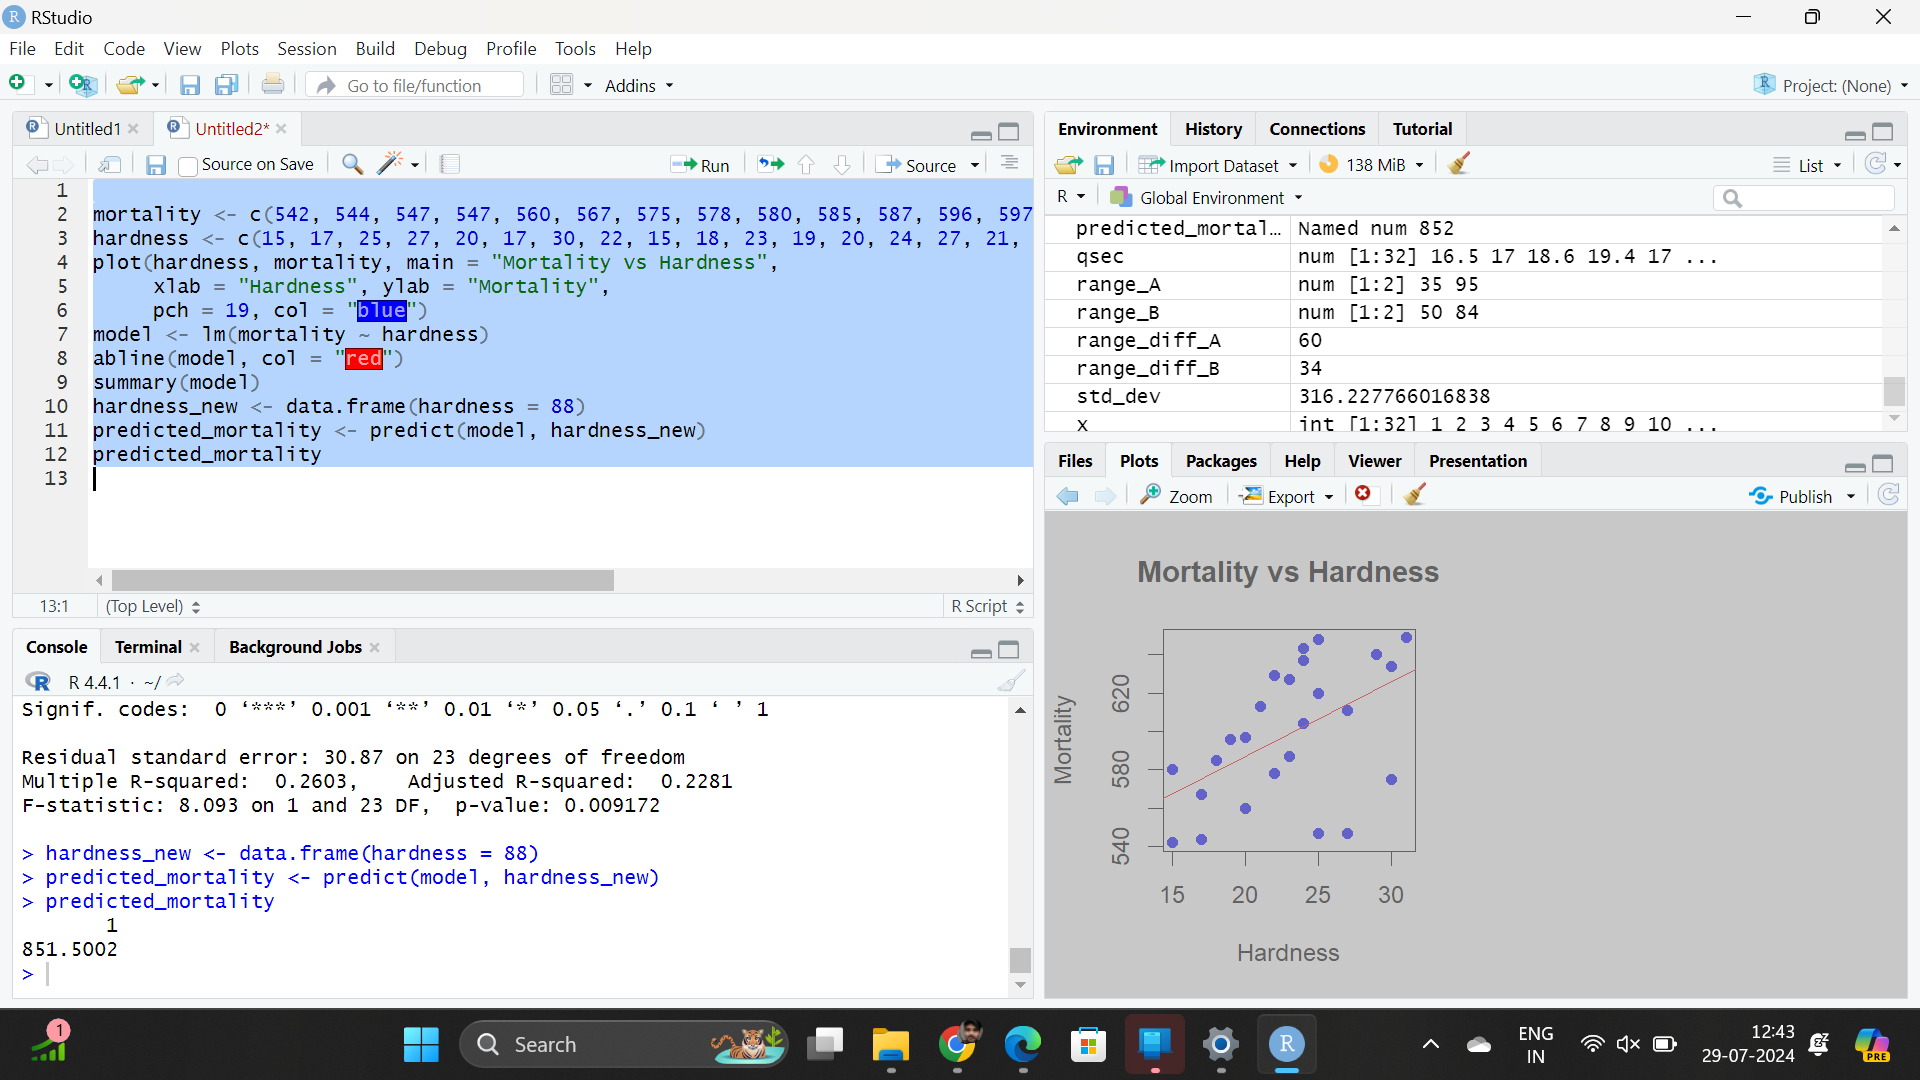 RStudio
File Edit Code View Plots Session Build Debug Profile Tools Help
Go to file/function Addins Project: (None)
Untitled1 Untitled2*
Source on Save Run Source
1
2 mortality <- c(542, 544, 547, 547, 560, 567, 575, 578, 580, 585, 587, 596, 597
3 hardness <- c(15, 17, 25, 27, 20, 17, 30, 22, 15, 18, 23, 19, 20, 24, 27, 21,
4 plot(hardness, mortality, main = "Mortality vs Hardness",
5 xlab = "Hardness", ylab = "Mortality",
6 pch = 19, col = "blue")
7 model <- lm(mortality ~ hardness)
8 abline(model, col = "red")
9 summary(model)
10 hardness_new <- data.frame(hardness = 88)
11 predicted_mortality <- predict(model, hardness_new)
12 predicted_mortality
13
13:1 (Top Level) R Script
Console Terminal Background Jobs
R 4.4.1 · ~/
Signif. codes: 0 ‘***’ 0.001 ‘**’ 0.01 ‘*’ 0.05 ‘.’ 0.1 ‘ ’ 1
Residual standard error: 30.87 on 23 degrees of freedom
Multiple R-squared: 0.2603, Adjusted R-squared: 0.2281
F-statistic: 8.093 on 1 and 23 DF, p-value: 0.009172
> hardness_new <- data.frame(hardness = 88)
> predicted_mortality <- predict(model, hardness_new)
> predicted_mortality
1
851.5002
>
Environment History Connections Tutorial
Import Dataset 138 MiB List
R Global Environment
predicted_mortal… Named num 852
qsec num [1:32] 16.5 17 18.6 19.4 17 ...
range_A num [1:2] 35 95
range_B num [1:2] 50 84
range_diff_A 60
range_diff_B 34
std_dev 316.227766016838
x int [1:32] 1 2 3 4 5 6 7 8 9 10 ...
Files Plots Packages Help Viewer Presentation
Zoom Export Publish
Mortality vs Hardness
Mortality
620
580
540
15 20 25 30
Hardness
1
Search
ENG
IN
12:43
29-07-2024
PRE